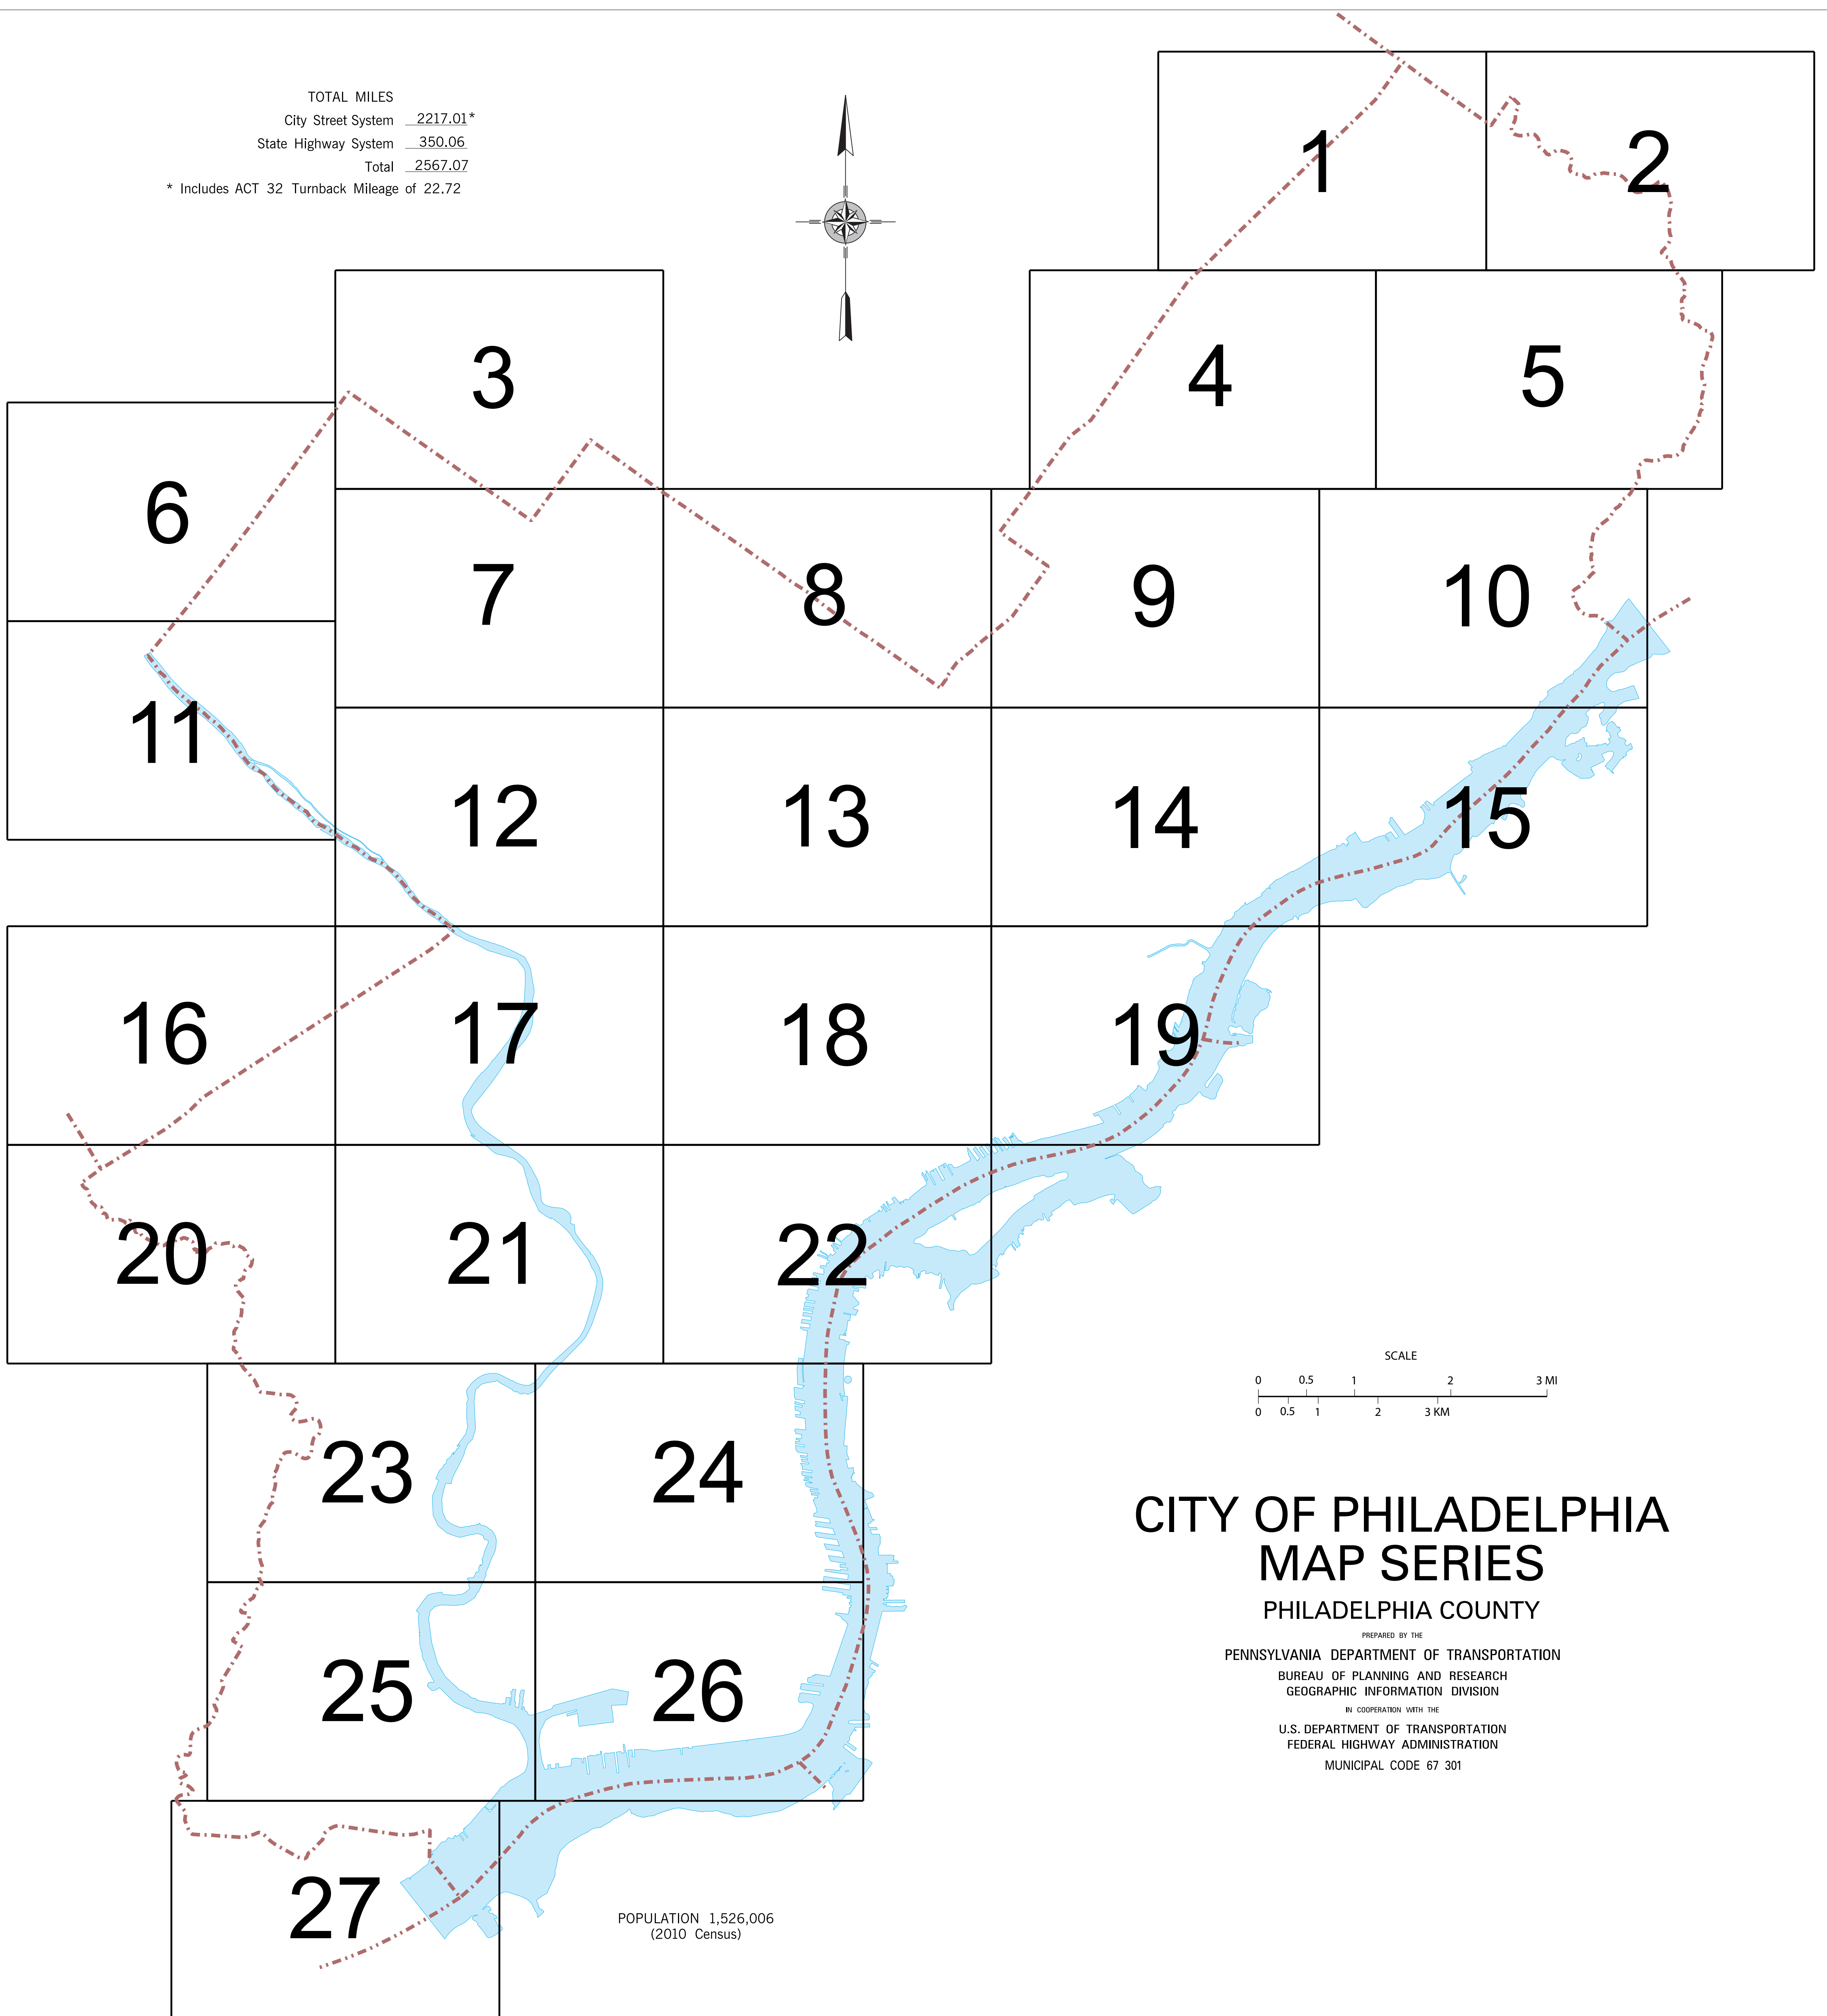 TOTAL MILES
City Street System 2217.01*
State Highway System 350.06
Total 2567.07
* Includes ACT 32 Turnback Mileage of 22.72
1
2
3
4
5
6
7
8
9
10
11
12
13
14
15
16
17
18
19
20
21
22
23
24
25
26
27
SCALE
0 0.5 1 2 3 MI
0 0.5 1 2 3 KM
CITY OF PHILADELPHIA
MAP SERIES
PHILADELPHIA COUNTY
PREPARED BY THE
PENNSYLVANIA DEPARTMENT OF TRANSPORTATION
BUREAU OF PLANNING AND RESEARCH
GEOGRAPHIC INFORMATION DIVISION
IN COOPERATION WITH THE
U.S. DEPARTMENT OF TRANSPORTATION
FEDERAL HIGHWAY ADMINISTRATION
MUNICIPAL CODE 67 301
POPULATION 1,526,006
(2010 Census)